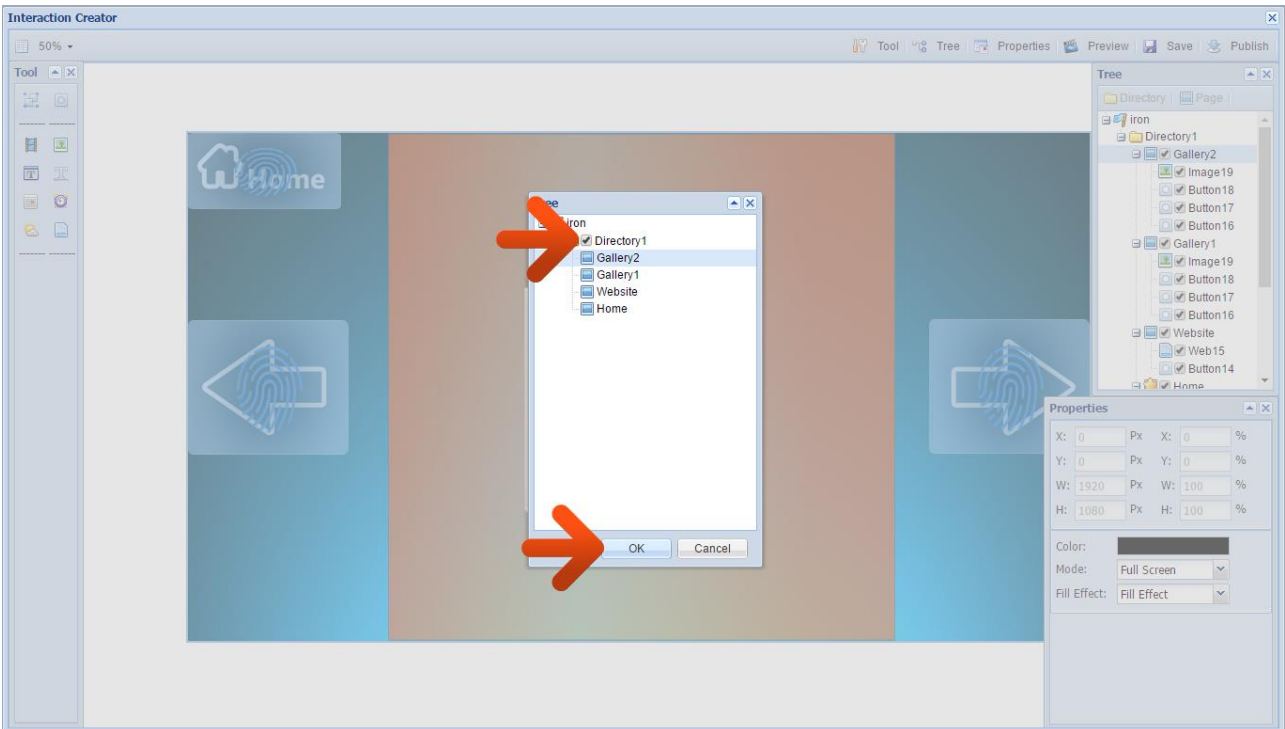 Interaction Creator
50% Tool Tree Properties Preview Save Publish
Tool
Tree
Directory Page
iron
Directory1
Gallery2
Image19
Button18
Button17
Button16
Gallery1
Image19
Button18
Button17
Button16
Website
Web15
Button14
Home
Home
Tree
iron
Directory1
Gallery2
Gallery1
Website
Home
OK Cancel
Properties
X: 0 Px X: 0 %
Y: 0 Px Y: 0 %
W: 1920 Px W: 100 %
H: 1080 Px H: 100 %
Color:
Mode: Full Screen
Fill Effect: Fill Effect